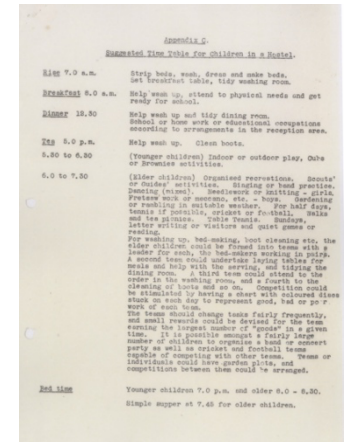 Appendix C.
Suggested Time Table for Children in a Hostel.
Rise 7.0 a.m. Strip beds, wash, dress and make beds.
Set breakfast table, tidy washing room.
Breakfast 8.0 a.m. Help wash up, attend to physical needs and get
ready for school.
Dinner 12.30 Help wash up and tidy dining room.
School or home work or educational occupations
according to arrangements in the reception area.
Tea 5.0 p.m. Help wash up. Clean boots.
5.30 to 6.30 (Younger children) Indoor or outdoor play, Cubs
or Brownies activities.
6.0 to 7.30 (Elder children) Organised recreations. Scouts'
or Guides' activities. Singing or band practice.
Dancing (mixed). Needlework or knitting - girls.
Fretsaw work or meccano, etc. - boys. Gardening
or rambling in suitable weather. For half days,
tennis if possible, cricket or football. Walks
and tea picnics. Table Tennis. Sundays,
letter writing or visitors and quiet games or
reading.
For washing up, bed-making, boot cleaning etc. the
elder children could be formed into teams with a
leader for each, the bed-makers working in pairs.
A second team could undertake laying tables for
meals and help with the serving, and tidying the
dining room. A third team could attend to the
order in the washing room, and a fourth to the
cleaning of boots and so on. Competition could
be stimulated by having a chart with coloured discs
stuck on each day to represent good, bad or po r
work of each team.
The teams should change tasks fairly frequently,
and small rewards could be devised for the team
earning the largest number of "goods" in a given
time. It is possible amongst a fairly large
number of children to organise a band or concert
party as well as cricket and football teams
capable of competing with other teams. Teams or
individuals could have garden plots, and
competitions between them could be arranged.
Bed time Younger children 7.0 p.m. and older 8.0 - 8.30.
Simple supper at 7.45 for older children.